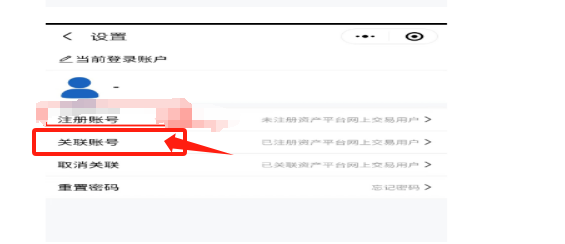 < 设置
当前登录账户
-
注册账号 未注册资产平台网上交易用户 >
关联账号 已注册资产平台网上交易用户 >
取消关联 已关联资产平台网上交易用户 >
重置密码 忘记密码 >